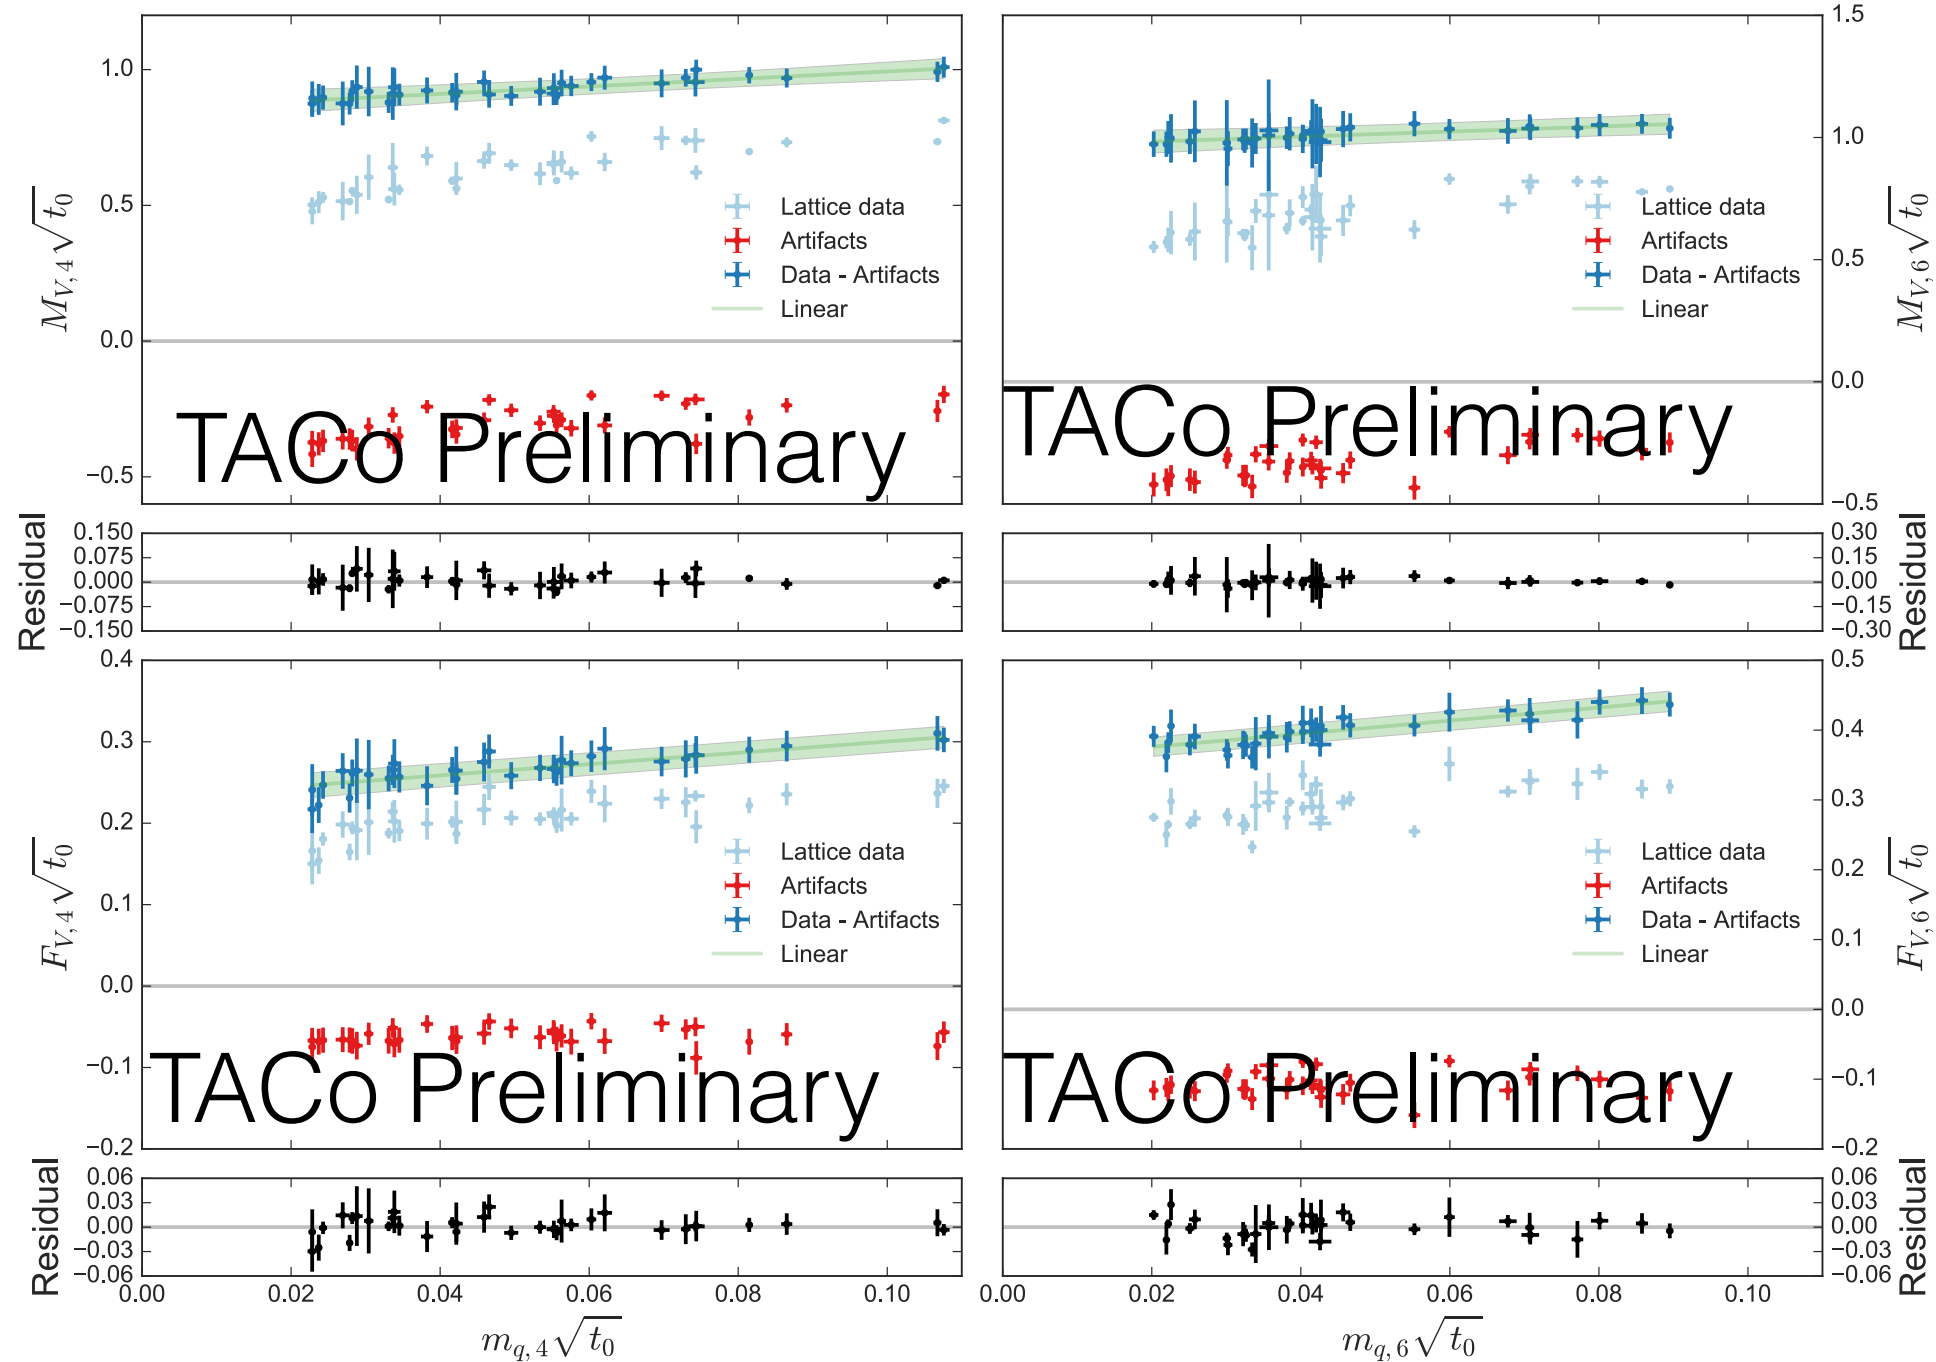 1.0
0.5
0.0
−0.5
M_{V,4}√t_0
Lattice data
Artifacts
Data - Artifacts
Linear
TACo Preliminary
1.5
1.0
0.5
0.0
−0.5
M_{V,6}√t_0
Lattice data
Artifacts
Data - Artifacts
Linear
TACo Preliminary
Residual
0.150
0.075
0.000
−0.075
−0.150
0.30
0.15
0.00
−0.15
−0.30
Residual
0.4
0.3
0.2
0.1
0.0
−0.1
−0.2
F_{V,4}√t_0
Lattice data
Artifacts
Data - Artifacts
Linear
TACo Preliminary
0.5
0.4
0.3
0.2
0.1
0.0
−0.1
−0.2
F_{V,6}√t_0
Lattice data
Artifacts
Data - Artifacts
Linear
TACo Preliminary
Residual
0.06
0.03
0.00
−0.03
−0.06
0.00 0.02 0.04 0.06 0.08 0.10
m_{q,4}√t_0
0.06
0.03
0.00
−0.03
−0.06
Residual
0.00 0.02 0.04 0.06 0.08 0.10
m_{q,6}√t_0